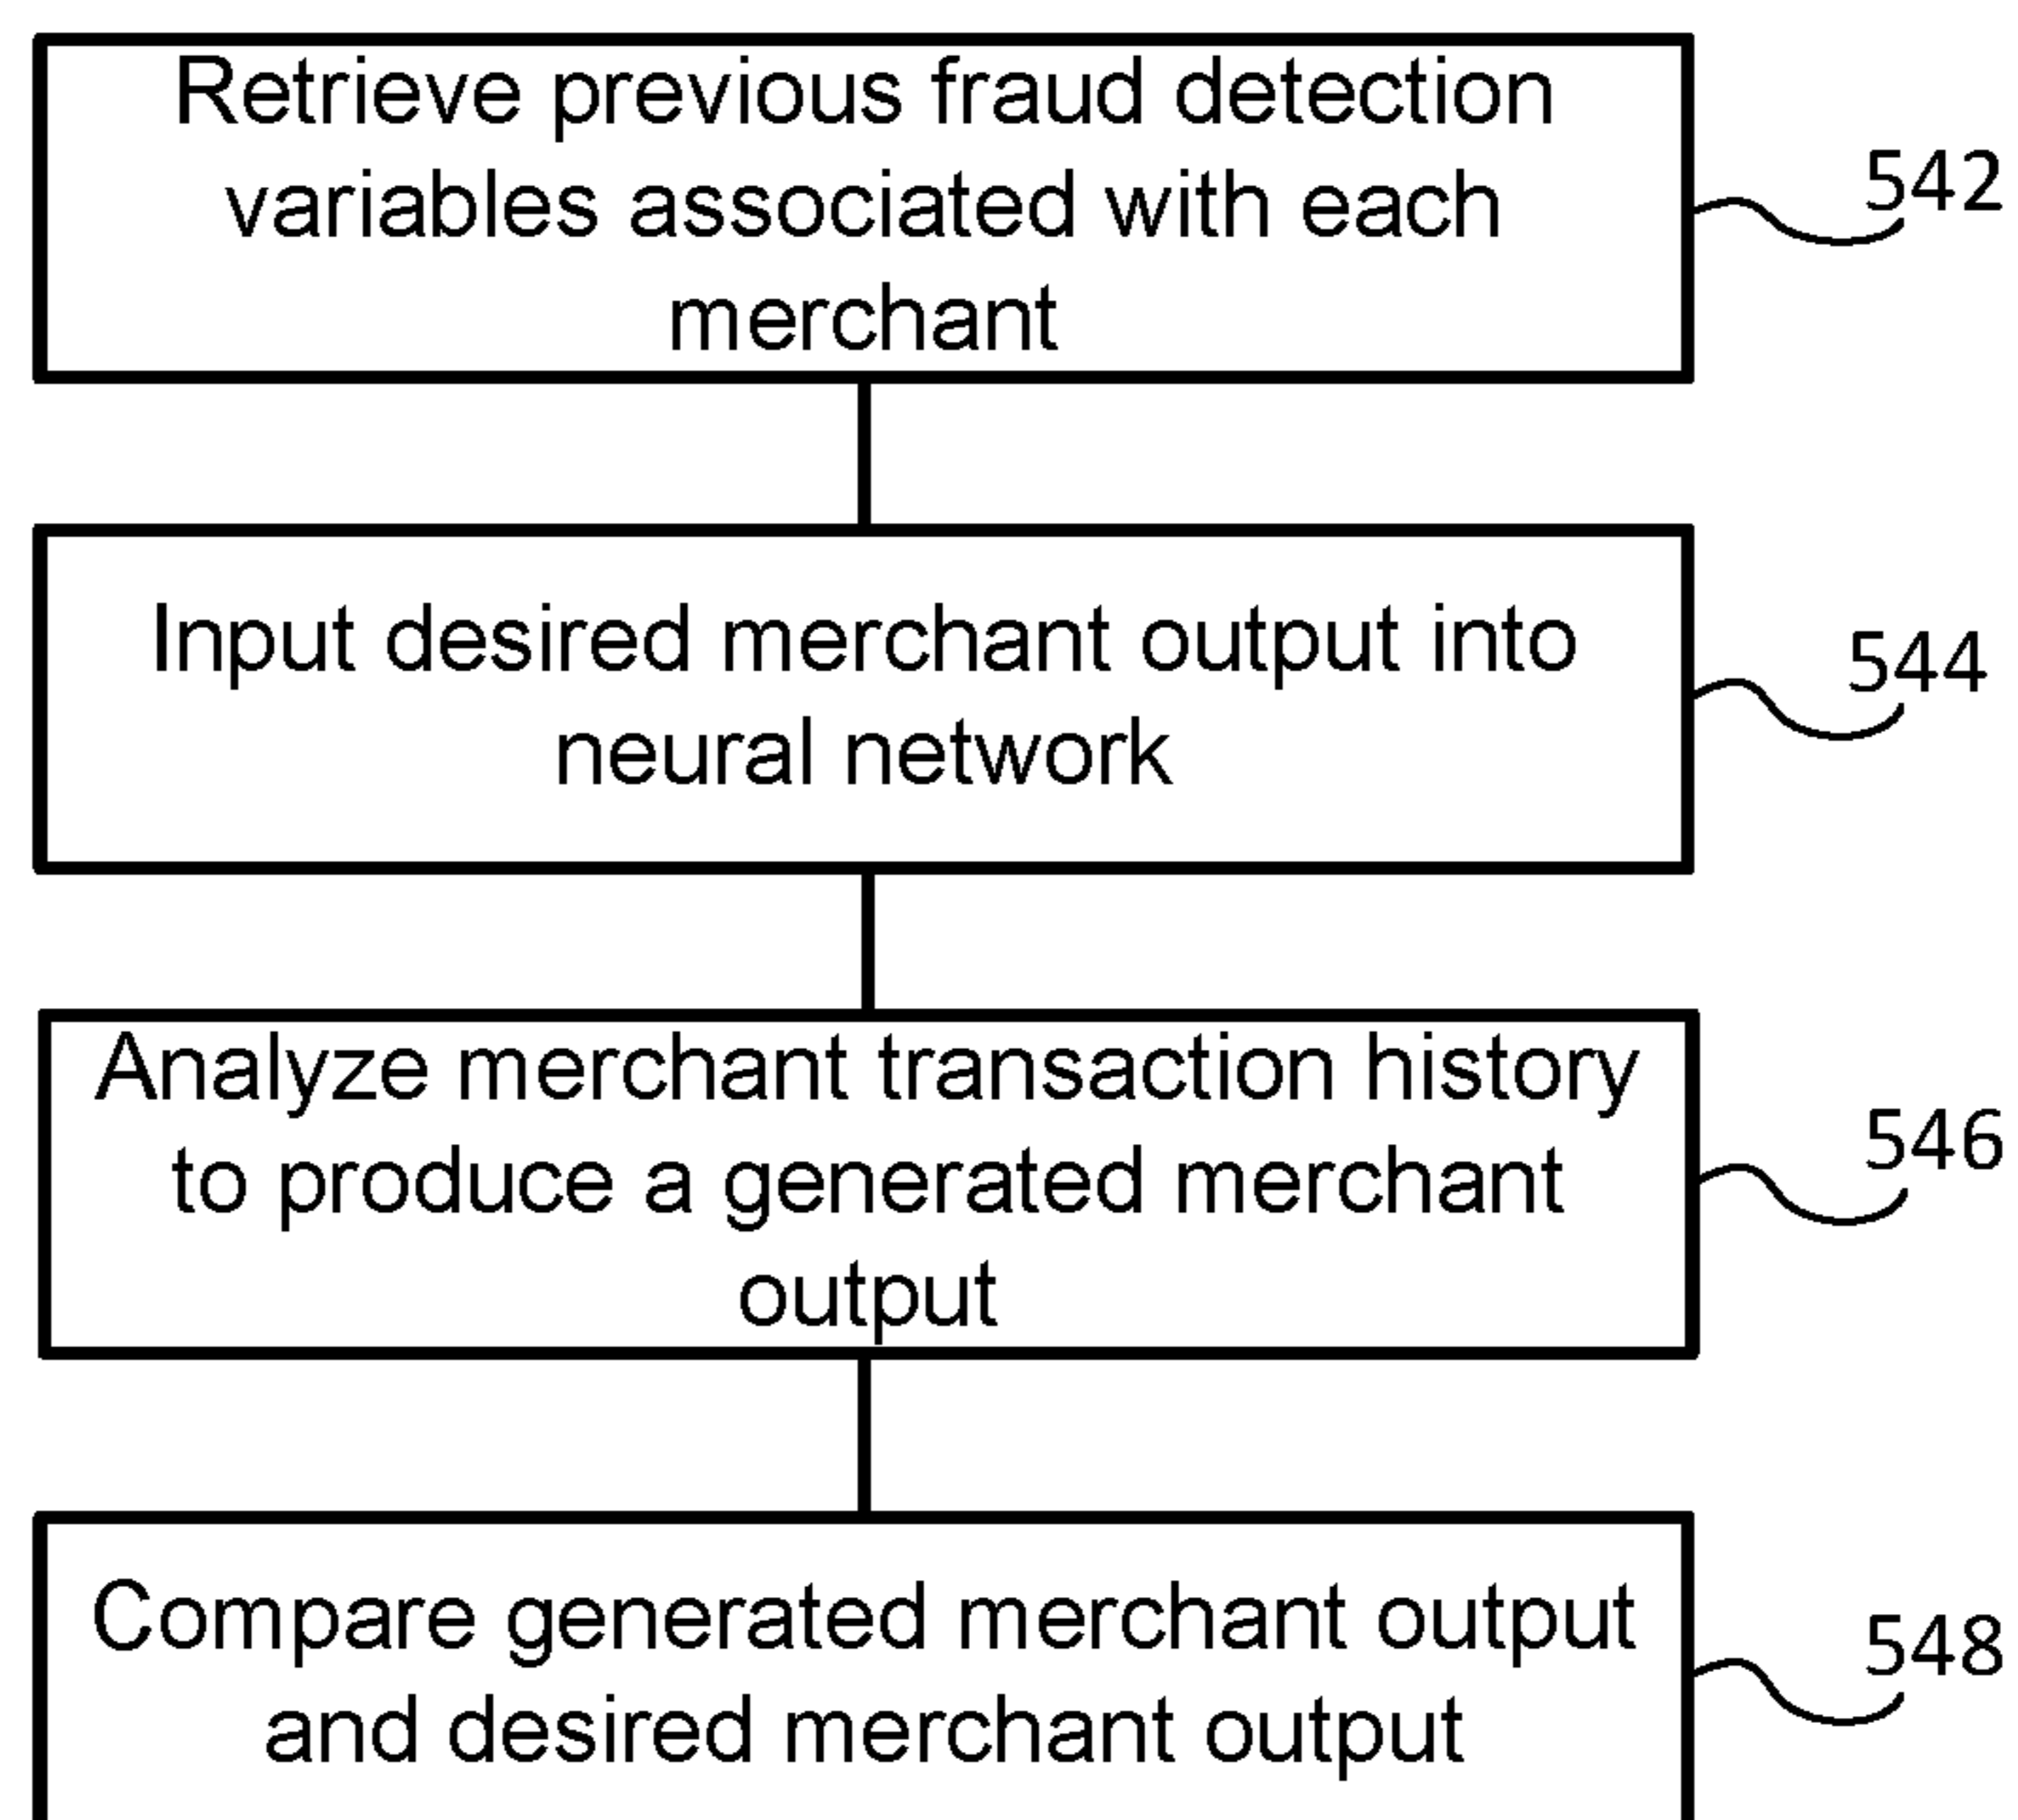 Retrieve previous fraud detection
variables associated with each
merchant
542
Input desired merchant output into
neural network
544
Analyze merchant transaction history
to produce a generated merchant
output
546
Compare generated merchant output
and desired merchant output
548